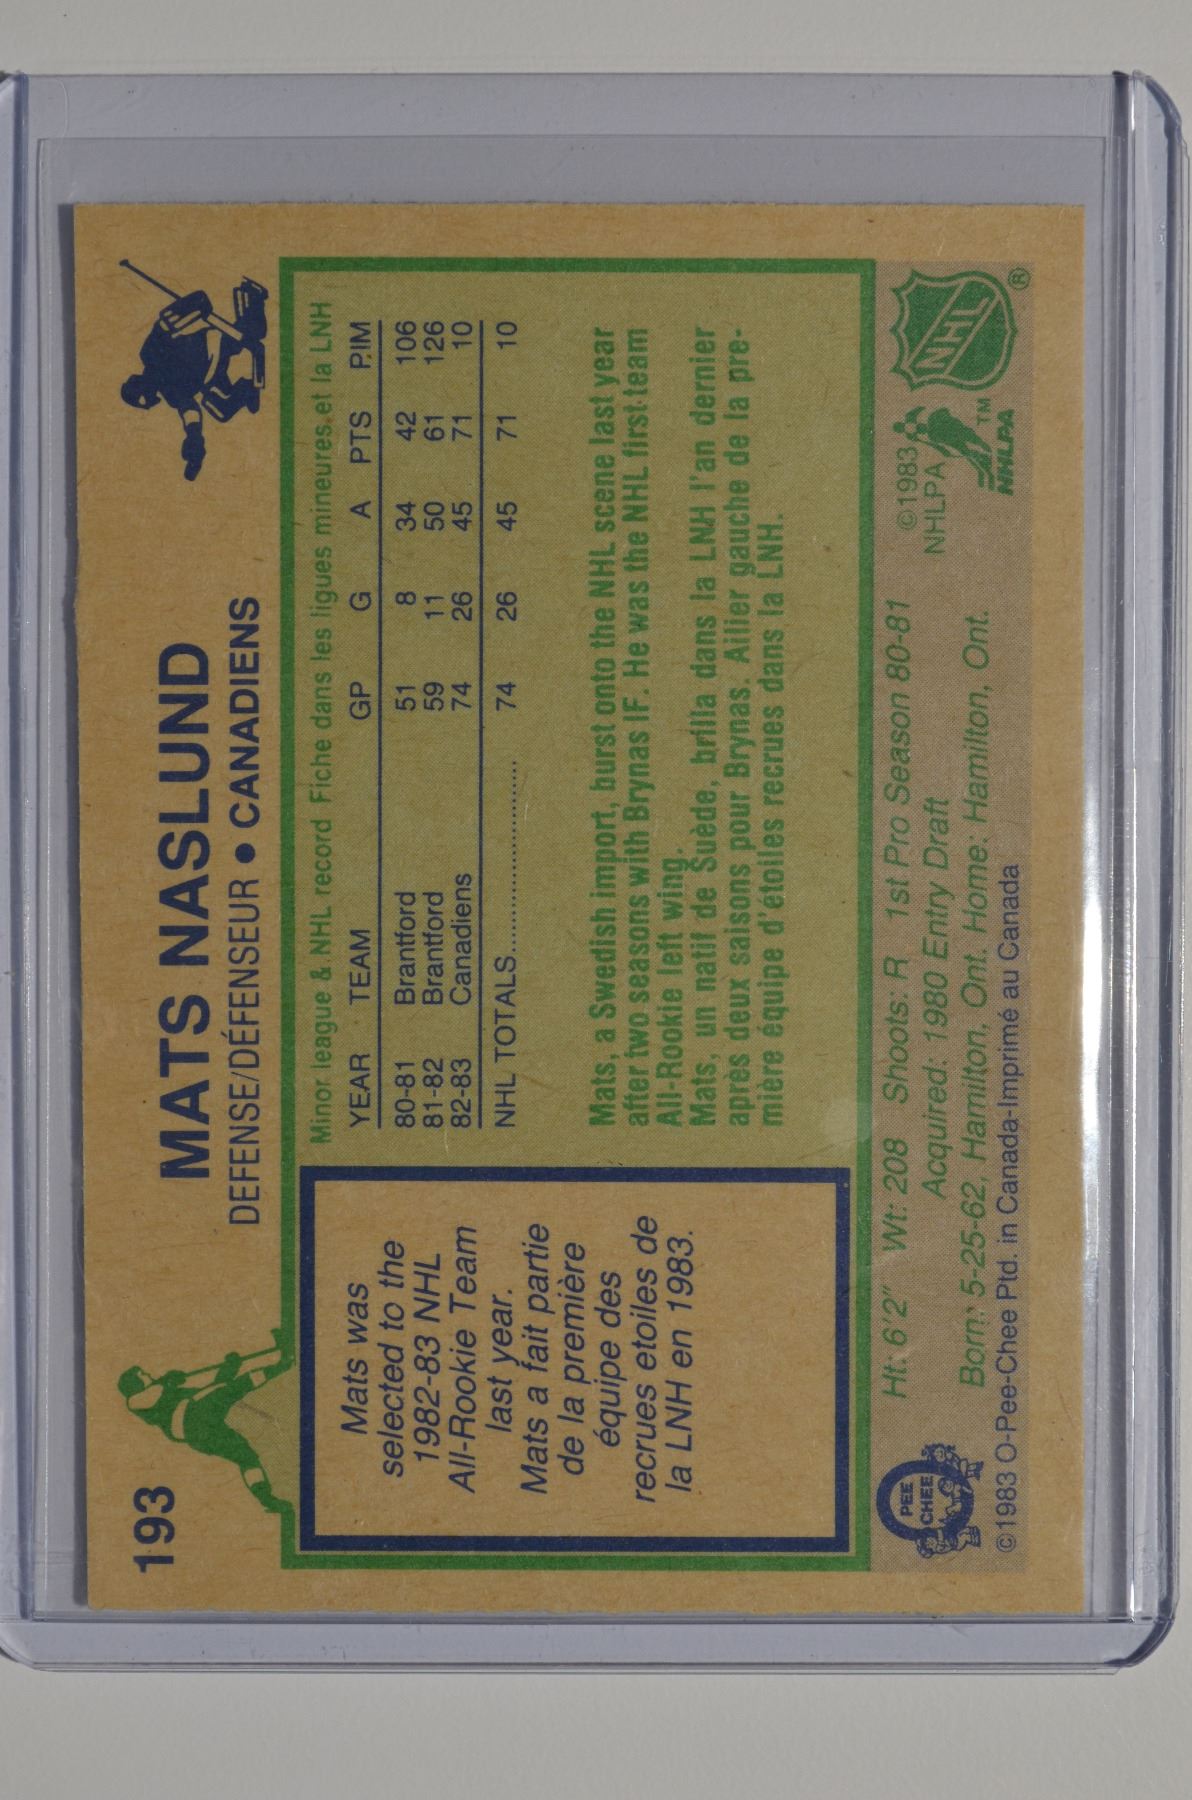 193
MATS NASLUND
DEFENSE/DÉFENSEUR • CANADIENS
Mats was
selected to the
1982-83 NHL
All-Rookie Team
last year.
Mats a fait partie
de la première
équipe des
recrues etoiles de
la LNH en 1983.
Minor league & NHL record Fiche dans les ligues mineures et la LNH
YEAR TEAM GP G A PTS PIM
80-81 Brantford 51 8 34 42 106
81-82 Brantford 59 11 50 61 126
82-83 Canadiens 74 26 45 71 10
NHL TOTALS.................... 74 26 45 71 10
Mats, a Swedish import, burst onto the NHL scene last year
after two seasons with Brynas IF. He was the NHL first team
All-Rookie left wing.
Mats, un natif de Suède, brilla dans la LNH l'an dernier
après deux saisons pour Brynas. Ailier gauche de la pre-
mière équipe d'étoiles recrues dans la LNH.
PEE
CHEE
Ht: 6'2" Wt: 208 Shoots: R 1st Pro Season 80-81
Acquired: 1980 Entry Draft
Born: 5-25-62, Hamilton, Ont. Home: Hamilton, Ont.
©1983 O-Pee-Chee Ptd. in Canada-Imprimé au Canada
©1983
NHLPA
TM
NHLPA
NHL
®